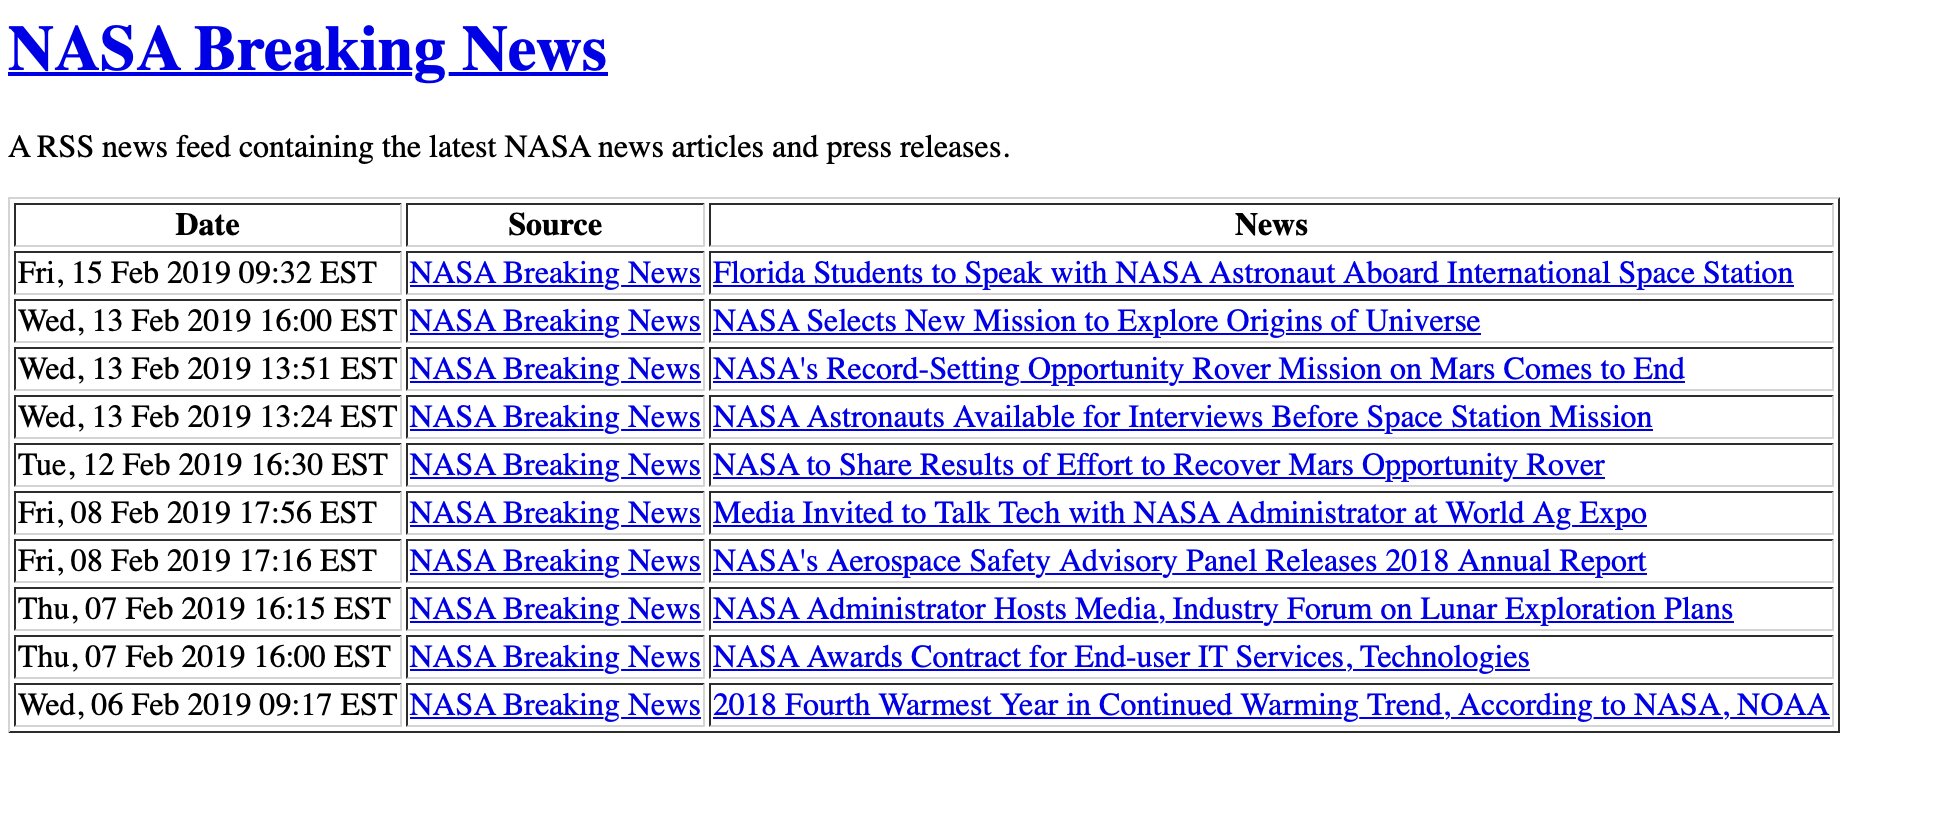 NASA Breaking News
A RSS news feed containing the latest NASA news articles and press releases.
Date Source News
Fri, 15 Feb 2019 09:32 EST NASA Breaking News Florida Students to Speak with NASA Astronaut Aboard International Space Station
Wed, 13 Feb 2019 16:00 EST NASA Breaking News NASA Selects New Mission to Explore Origins of Universe
Wed, 13 Feb 2019 13:51 EST NASA Breaking News NASA's Record-Setting Opportunity Rover Mission on Mars Comes to End
Wed, 13 Feb 2019 13:24 EST NASA Breaking News NASA Astronauts Available for Interviews Before Space Station Mission
Tue, 12 Feb 2019 16:30 EST NASA Breaking News NASA to Share Results of Effort to Recover Mars Opportunity Rover
Fri, 08 Feb 2019 17:56 EST NASA Breaking News Media Invited to Talk Tech with NASA Administrator at World Ag Expo
Fri, 08 Feb 2019 17:16 EST NASA Breaking News NASA's Aerospace Safety Advisory Panel Releases 2018 Annual Report
Thu, 07 Feb 2019 16:15 EST NASA Breaking News NASA Administrator Hosts Media, Industry Forum on Lunar Exploration Plans
Thu, 07 Feb 2019 16:00 EST NASA Breaking News NASA Awards Contract for End-user IT Services, Technologies
Wed, 06 Feb 2019 09:17 EST NASA Breaking News 2018 Fourth Warmest Year in Continued Warming Trend, According to NASA, NOAA